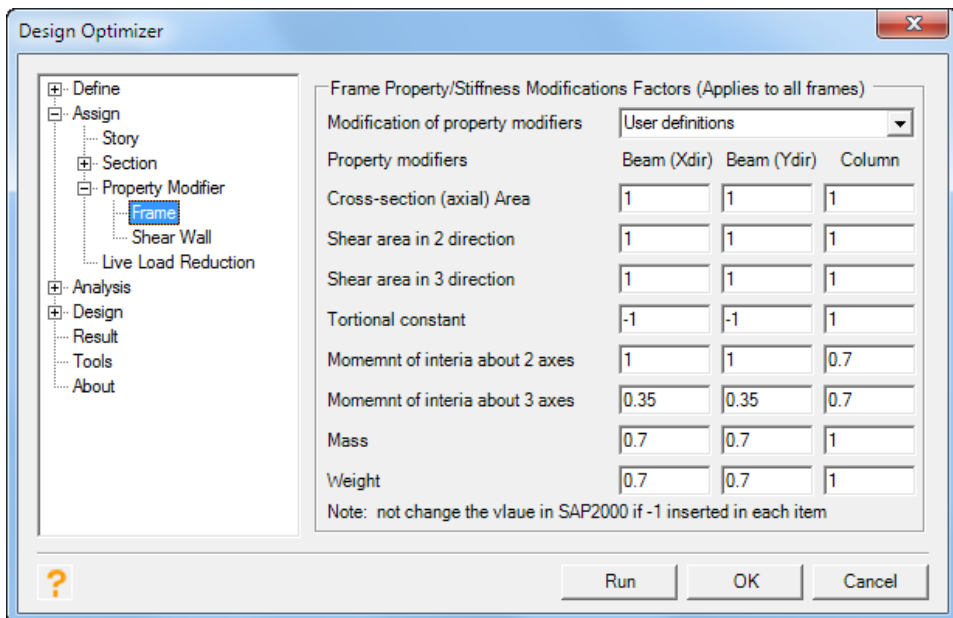 Design Optimizer
Define
Assign
Story
Section
Property Modifier
Frame
Shear Wall
Live Load Reduction
Analysis
Design
Result
Tools
About
Frame Property/Stiffness Modifications Factors (Applies to all frames)
Modification of property modifiers User definitions
Property modifiers Beam (Xdir) Beam (Ydir) Column
Cross-section (axial) Area 1 1 1
Shear area in 2 direction 1 1 1
Shear area in 3 direction 1 1 1
Tortional constant -1 -1 1
Momemnt of interia about 2 axes 1 1 0.7
Momemnt of interia about 3 axes 0.35 0.35 0.7
Mass 0.7 0.7 1
Weight 0.7 0.7 1
Note: not change the vlaue in SAP2000 if -1 inserted in each item
? Run OK Cancel